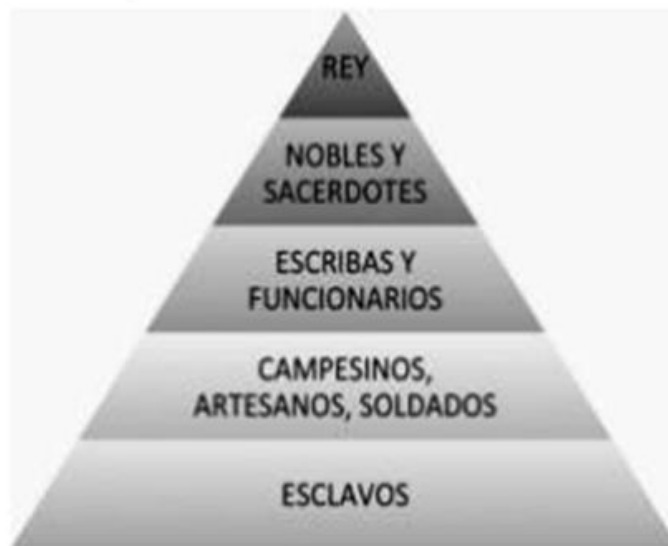 REY
NOBLES Y
SACERDOTES
ESCRIBAS Y
FUNCIONARIOS
CAMPESINOS,
ARTESANOS, SOLDADOS
ESCLAVOS